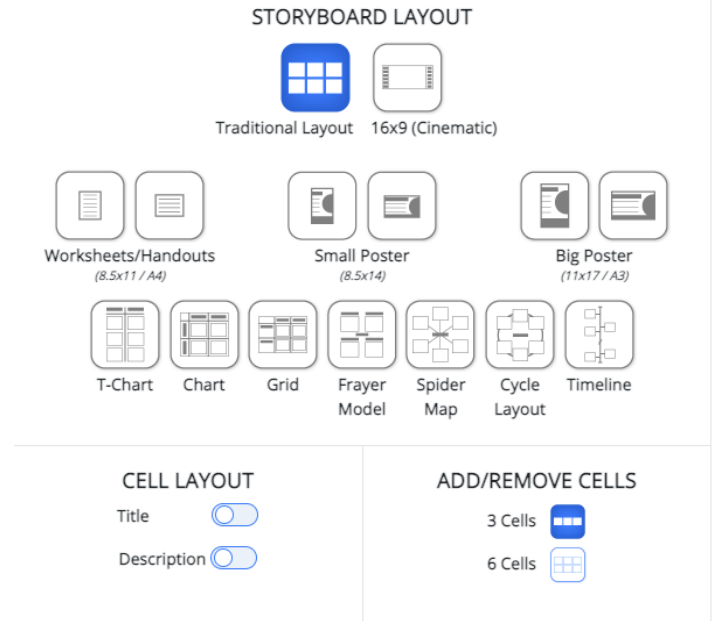 STORYBOARD LAYOUT
Traditional Layout
16x9 (Cinematic)
Worksheets/Handouts
(8.5x11 / A4)
Small Poster
(8.5x14)
Big Poster
(11x17 / A3)
T-Chart
Chart
Grid
Frayer
Model
Spider
Map
Cycle
Layout
Timeline
CELL LAYOUT
Title
Description
ADD/REMOVE CELLS
3 Cells
6 Cells